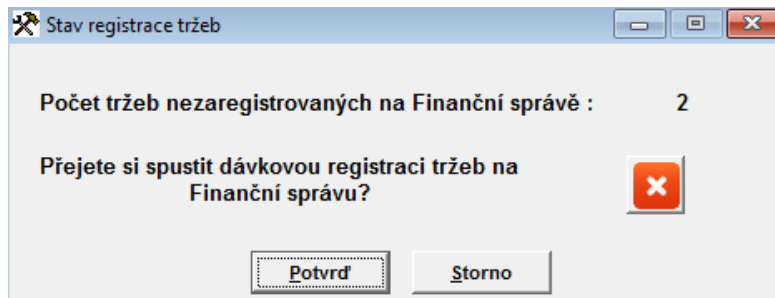 Stav registrace tržeb
Počet tržeb nezaregistrovaných na Finanční správě : 2
Přejete si spustit dávkovou registraci tržeb na
Finanční správu?
Potvrď Storno